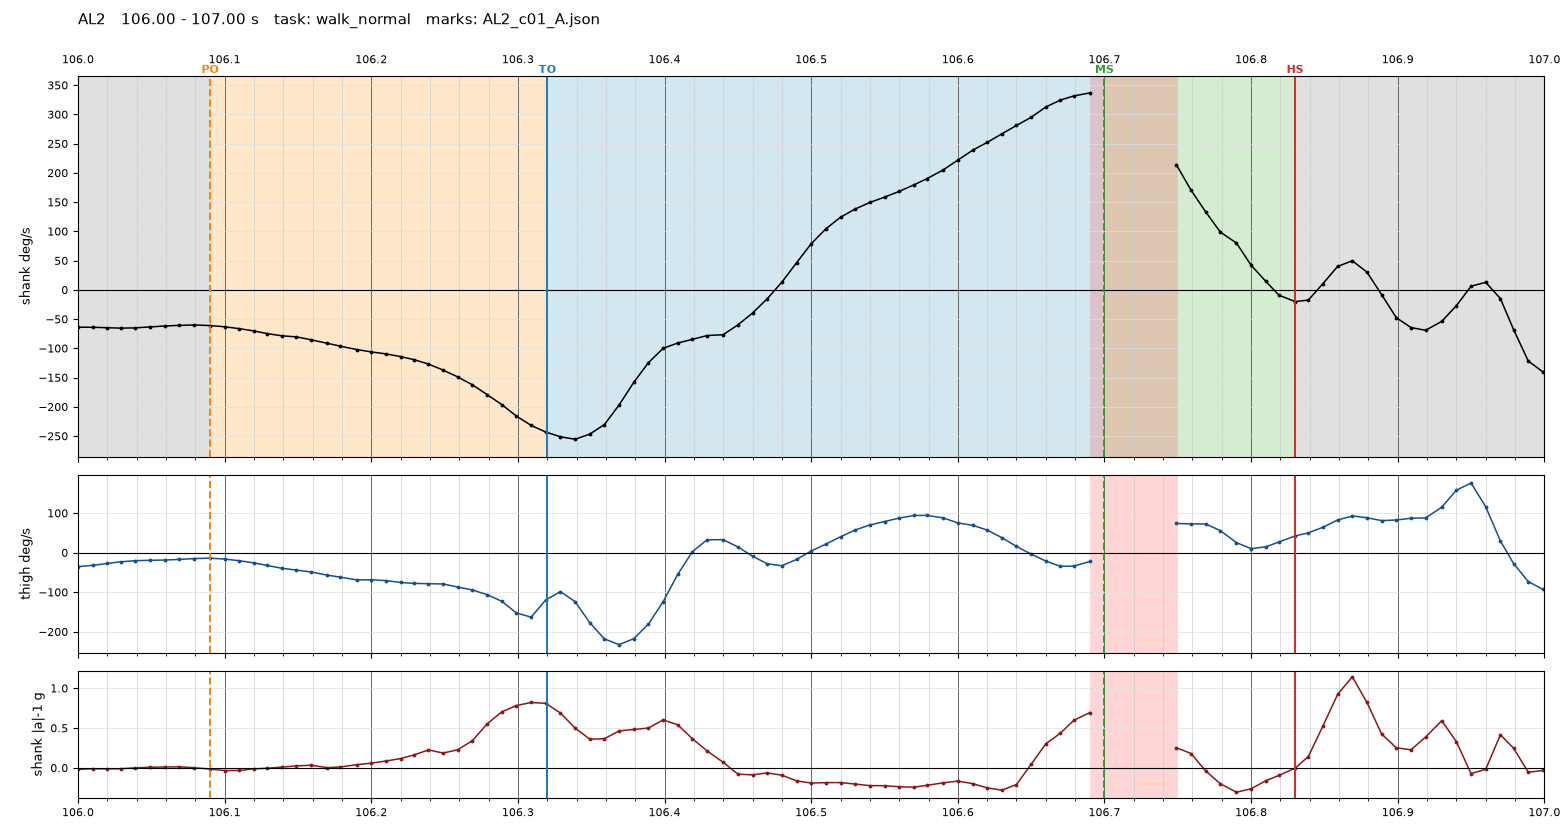 AL2 106.00 - 107.00 s task: walk_normal marks: AL2_c01_A.json
106.0 106.1 106.2 106.3 106.4 106.5 106.6 106.7 106.8 106.9 107.0
PO TO MS HS
350
300
250
200
150
100
50
0
−50
−100
−150
−200
−250
shank deg/s
100
0
−100
−200
thigh deg/s
1.0
0.5
0.0
shank |a|-1 g
106.0 106.1 106.2 106.3 106.4 106.5 106.6 106.7 106.8 106.9 107.0